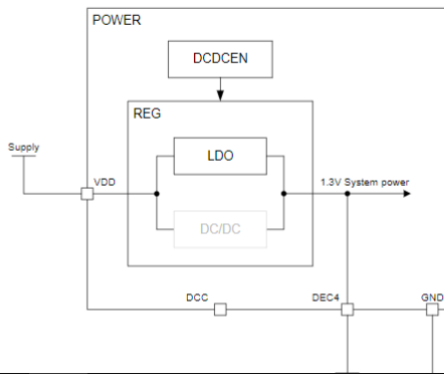 POWER
DCDCEN
REG
LDO
Supply
VDD
1.3V System power
DC/DC
DCC
DEC4
GND